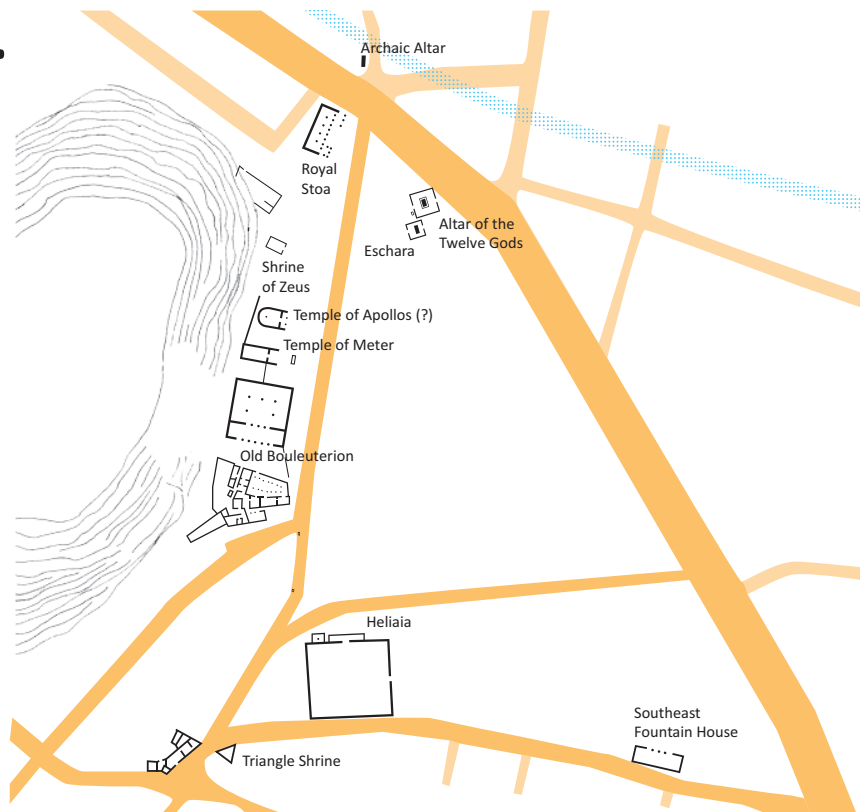 Archaic Altar
Royal
Stoa
Altar of the
Twelve Gods
Eschara
Shrine
of Zeus
Temple of Apollos (?)
Temple of Meter
Old Bouleuterion
Heliaia
Southeast
Fountain House
Triangle Shrine